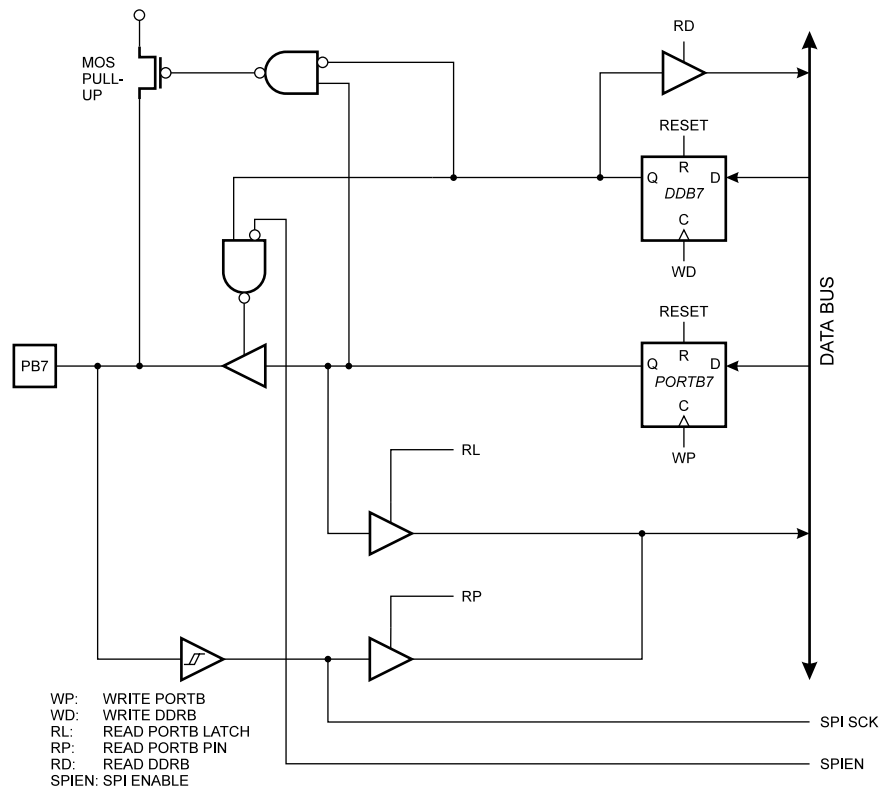 RD
MOS
PULL-
UP
RESET
R
Q
D
DDB7
C
WD
DATA BUS
RESET
PB7
R
Q
D
PORTB7
C
WP
RL
RP
WP: WRITE PORTB
WD: WRITE DDRB
RL: READ PORTB LATCH
RP: READ PORTB PIN
RD: READ DDRB
SPIEN: SPI ENABLE
SPI SCK
SPIEN